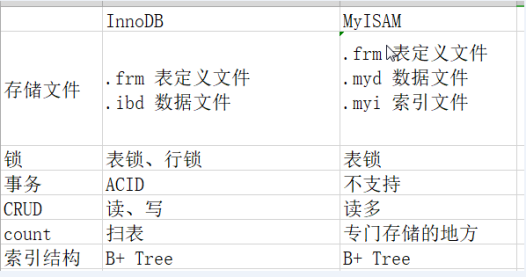 InnoDB MyISAM
存储文件 .frm 表定义文件 .frm 表定义文件
.ibd 数据文件 .myd 数据文件
.myi 索引文件
锁 表锁、行锁 表锁
事务 ACID 不支持
CRUD 读、写 读多
count 扫表 专门存储的地方
索引结构 B+ Tree B+ Tree